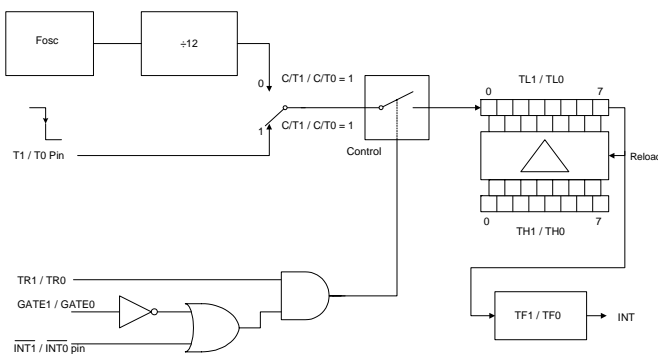 Fosc
÷12
0
C/T1 / C/T0 = 1
1
C/T1 / C/T0 = 1
T1 / T0 Pin
Control
TL1 / TL0
0 7
Reload
0 7
TH1 / TH0
TR1 / TR0
GATE1 / GATE0
INT1 / INT0 pin
TF1 / TF0
INT